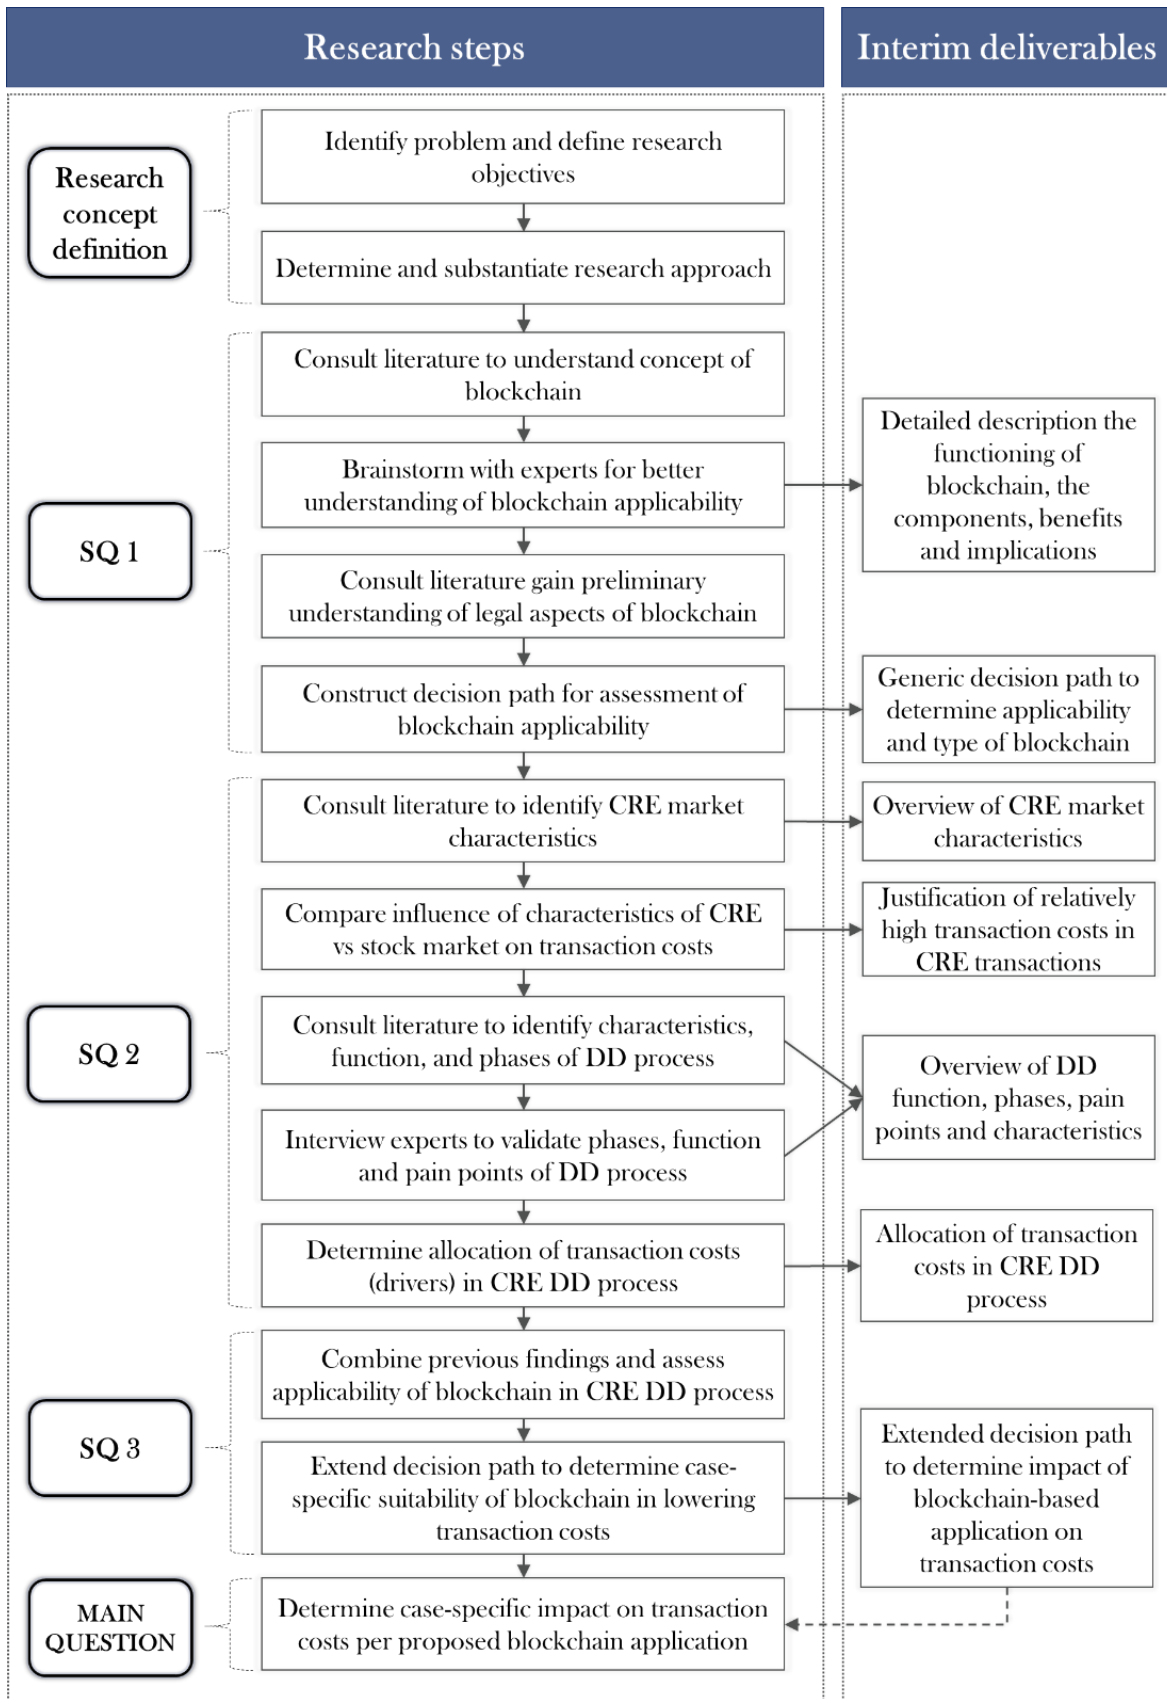 Research steps
Interim deliverables
Research
concept
definition
Identify problem and define research
objectives
Determine and substantiate research approach
SQ 1
Consult literature to understand concept of
blockchain
Brainstorm with experts for better
understanding of blockchain applicability
Detailed description the
functioning of
blockchain, the
components, benefits
and implications
Consult literature gain preliminary
understanding of legal aspects of blockchain
Construct decision path for assessment of
blockchain applicability
Generic decision path to
determine applicability
and type of blockchain
SQ 2
Consult literature to identify CRE market
characteristics
Overview of CRE market
characteristics
Compare influence of characteristics of CRE
vs stock market on transaction costs
Justification of relatively
high transaction costs in
CRE transactions
Consult literature to identify characteristics,
function, and phases of DD process
Interview experts to validate phases, function
and pain points of DD process
Overview of DD
function, phases, pain
points and characteristics
Determine allocation of transaction costs
(drivers) in CRE DD process
Allocation of transaction
costs in CRE DD
process
SQ 3
Combine previous findings and assess
applicability of blockchain in CRE DD process
Extend decision path to determine case-
specific suitability of blockchain in lowering
transaction costs
Extended decision path
to determine impact of
blockchain-based
application on
transaction costs
MAIN
QUESTION
Determine case-specific impact on transaction
costs per proposed blockchain application